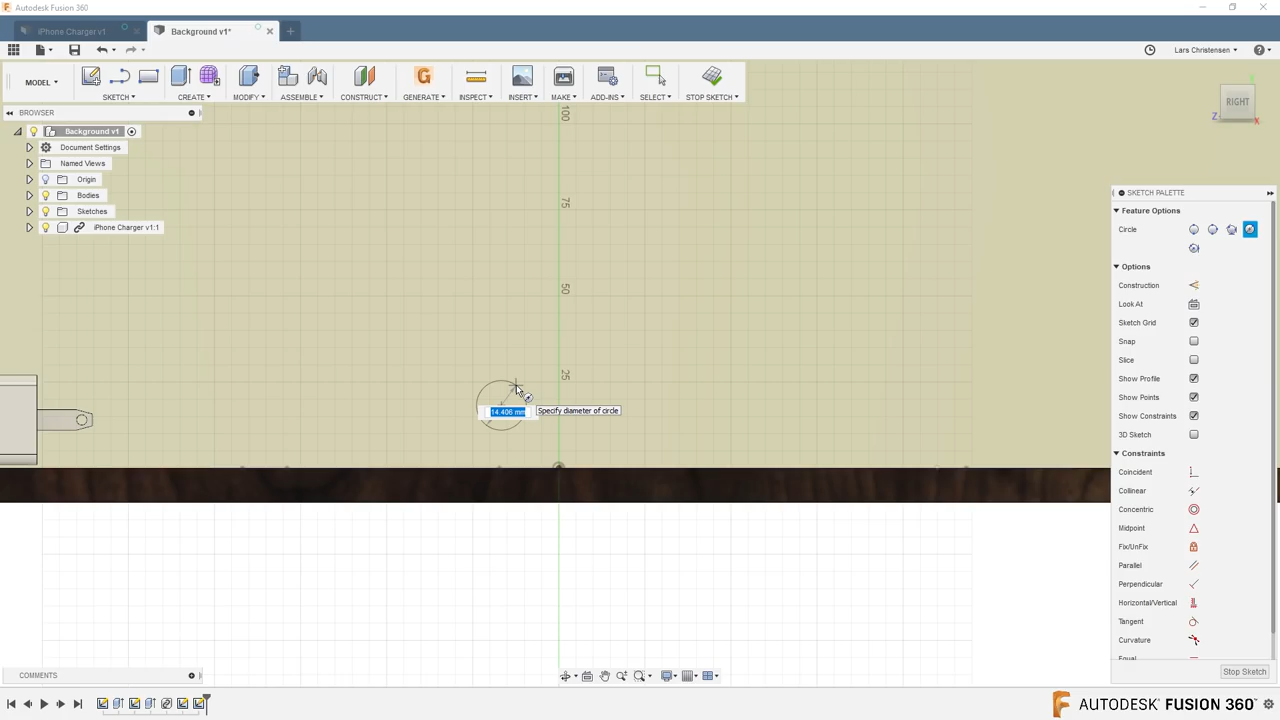 Autodesk Fusion 360
iPhone Charger v1
Background v1*
Lars Christensen
MODEL
SKETCH
CREATE
MODIFY
ASSEMBLE
CONSTRUCT
GENERATE
INSPECT
INSERT
MAKE
ADD-INS
SELECT
STOP SKETCH
BROWSER
Background v1
Document Settings
Named Views
Origin
Bodies
Sketches
iPhone Charger v1:1
100
75
50
25
14.406 mm
Specify diameter of circle
RIGHT
Y
Z
X
SKETCH PALETTE
Feature Options
Circle
Options
Construction
Look At
Sketch Grid
Snap
Slice
Show Profile
Show Points
Show Constraints
3D Sketch
Constraints
Coincident
Collinear
Concentric
Midpoint
Fix/UnFix
Parallel
Perpendicular
Horizontal/Vertical
Tangent
Curvature
Equal
Stop Sketch
COMMENTS
AUTODESK FUSION 360™